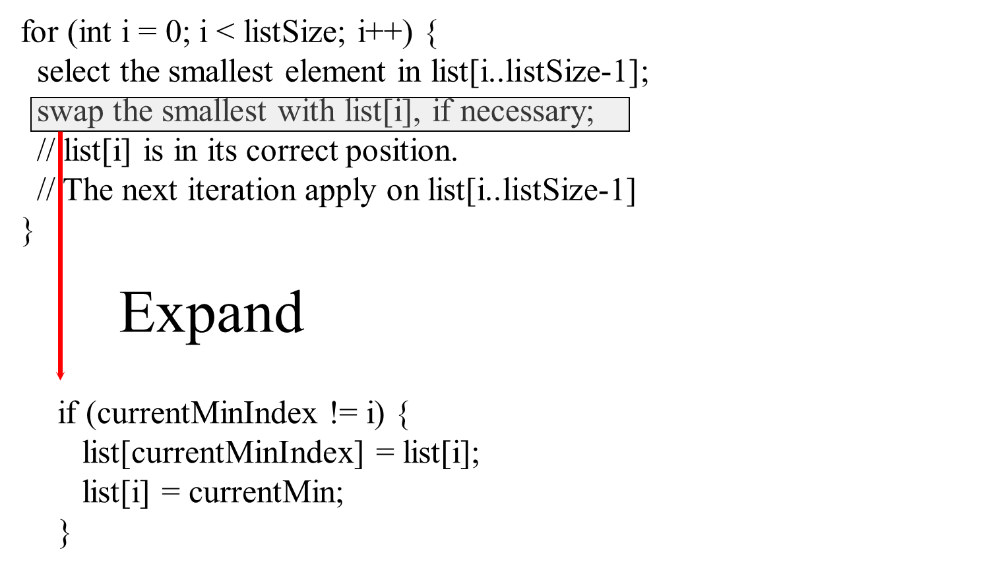 for (int i = 0; i < listSize; i++) {
select the smallest element in list[i..listSize-1];
swap the smallest with list[i], if necessary;
// list[i] is in its correct position.
// The next iteration apply on list[i..listSize-1]
}
Expand
if (currentMinIndex != i) {
list[currentMinIndex] = list[i];
list[i] = currentMin;
}